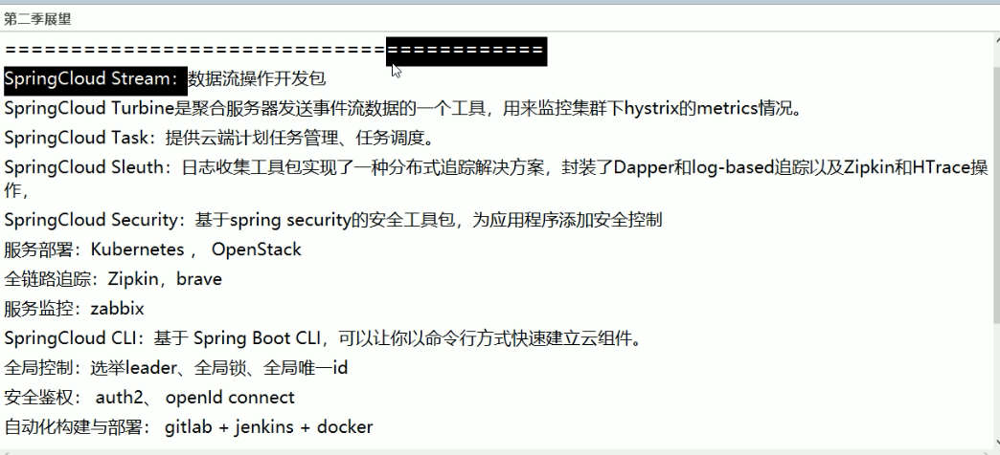 第二季展望
=========================================
SpringCloud Stream：数据流操作开发包
SpringCloud Turbine是聚合服务器发送事件流数据的一个工具，用来监控集群下hystrix的metrics情况。
SpringCloud Task：提供云端计划任务管理、任务调度。
SpringCloud Sleuth：日志收集工具包实现了一种分布式追踪解决方案，封装了Dapper和log-based追踪以及Zipkin和HTrace操
作，
SpringCloud Security：基于spring security的安全工具包，为应用程序添加安全控制
服务部署：Kubernetes ， OpenStack
全链路追踪：Zipkin，brave
服务监控：zabbix
SpringCloud CLI：基于 Spring Boot CLI，可以让你以命令行方式快速建立云组件。
全局控制：选举leader、全局锁、全局唯一id
安全鉴权： auth2、 openId connect
自动化构建与部署： gitlab + jenkins + docker